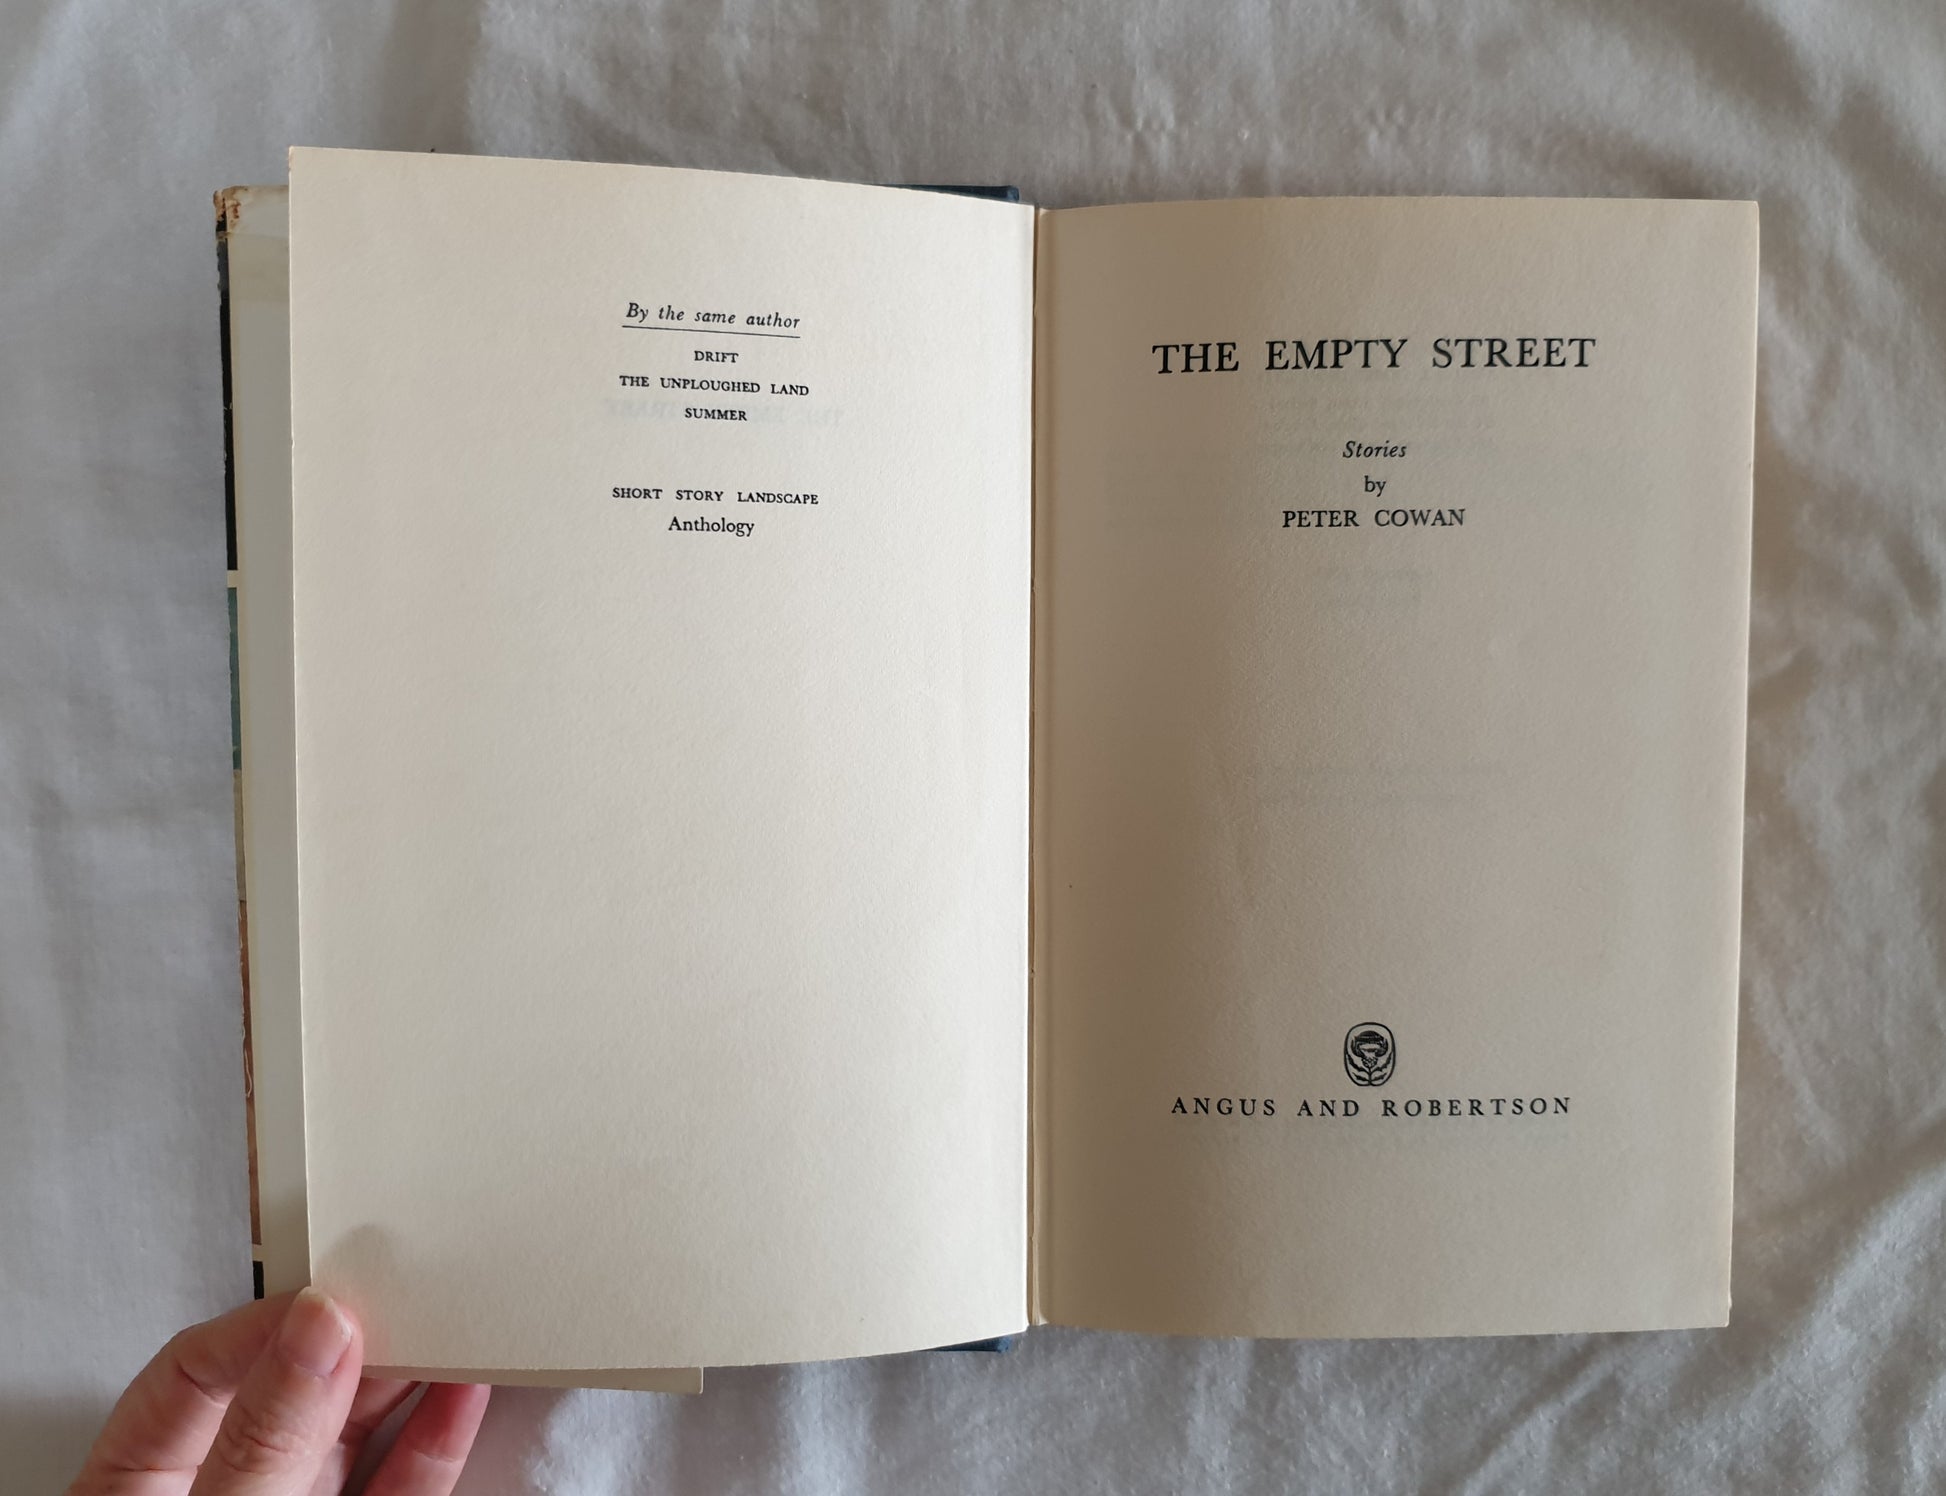 By the same author
DRIFT
THE UNPLOUGHED LAND
SUMMER
SHORT STORY LANDSCAPE
Anthology
THE EMPTY STREET
Stories
by
PETER COWAN
ANGUS AND ROBERTSON